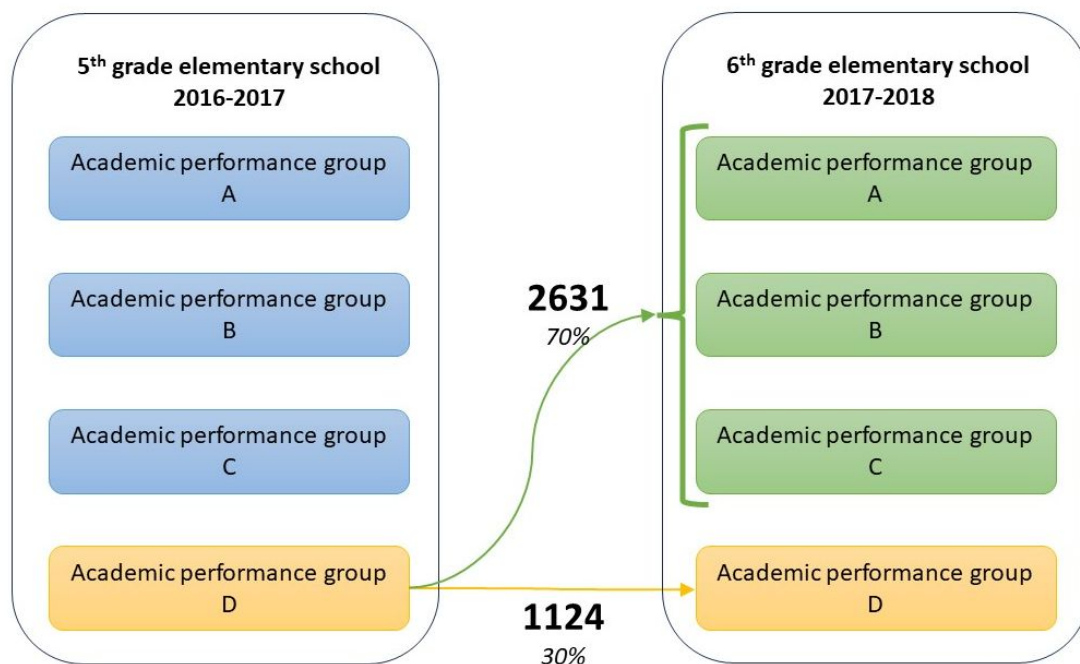 5th grade elementary school
2016-2017
Academic performance group
A
Academic performance group
B
Academic performance group
C
Academic performance group
D
2631
70%
1124
30%
6th grade elementary school
2017-2018
Academic performance group
A
Academic performance group
B
Academic performance group
C
Academic performance group
D